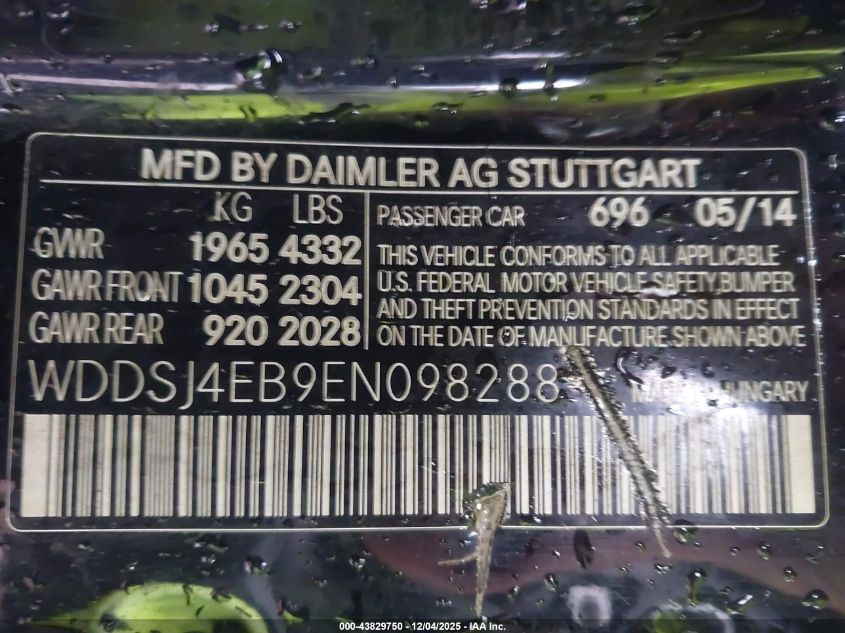 MFD BY DAIMLER AG STUTTGART
KG LBS
GVWR 1965 4332
GAWR FRONT 1045 2304
GAWR REAR 920 2028
PASSENGER CAR 696 05/14
THIS VEHICLE CONFORMS TO ALL APPLICABLE
U.S. FEDERAL MOTOR VEHICLE SAFETY,BUMPER
AND THEFT PREVENTION STANDARDS IN EFFECT
ON THE DATE OF MANUFACTURE SHOWN ABOVE
WDDSJ4EB9EN098288 MADE HUNGARY
000-43829750 - 12/04/2025 - IAA Inc.